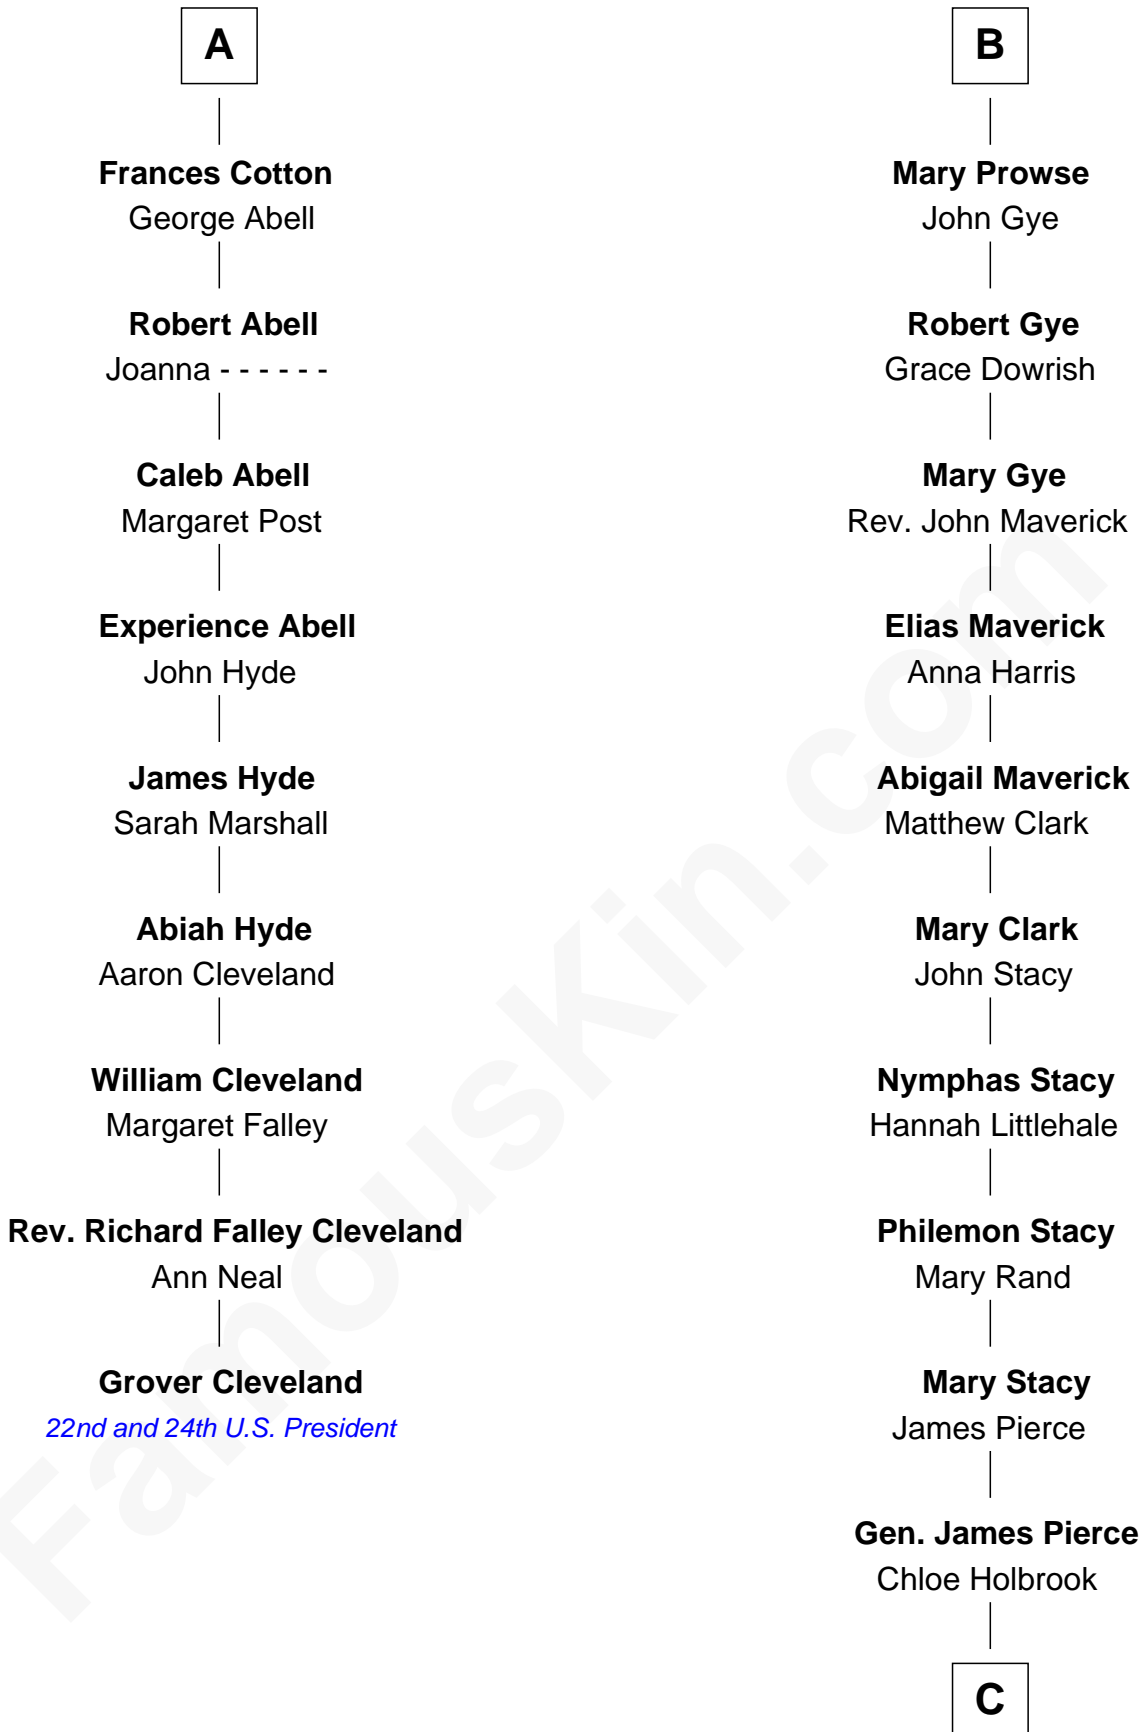 A
Frances Cotton
George Abell
Robert Abell
Joanna - - - - - -
Caleb Abell
Margaret Post
Experience Abell
John Hyde
James Hyde
Sarah Marshall
Abiah Hyde
Aaron Cleveland
William Cleveland
Margaret Falley
Rev. Richard Falley Cleveland
Ann Neal
Grover Cleveland
22nd and 24th U.S. President
B
Mary Prowse
John Gye
Robert Gye
Grace Dowrish
Mary Gye
Rev. John Maverick
Elias Maverick
Anna Harris
Abigail Maverick
Matthew Clark
Mary Clark
John Stacy
Nymphas Stacy
Hannah Littlehale
Philemon Stacy
Mary Rand
Mary Stacy
James Pierce
Gen. James Pierce
Chloe Holbrook
C
FamousKin.com